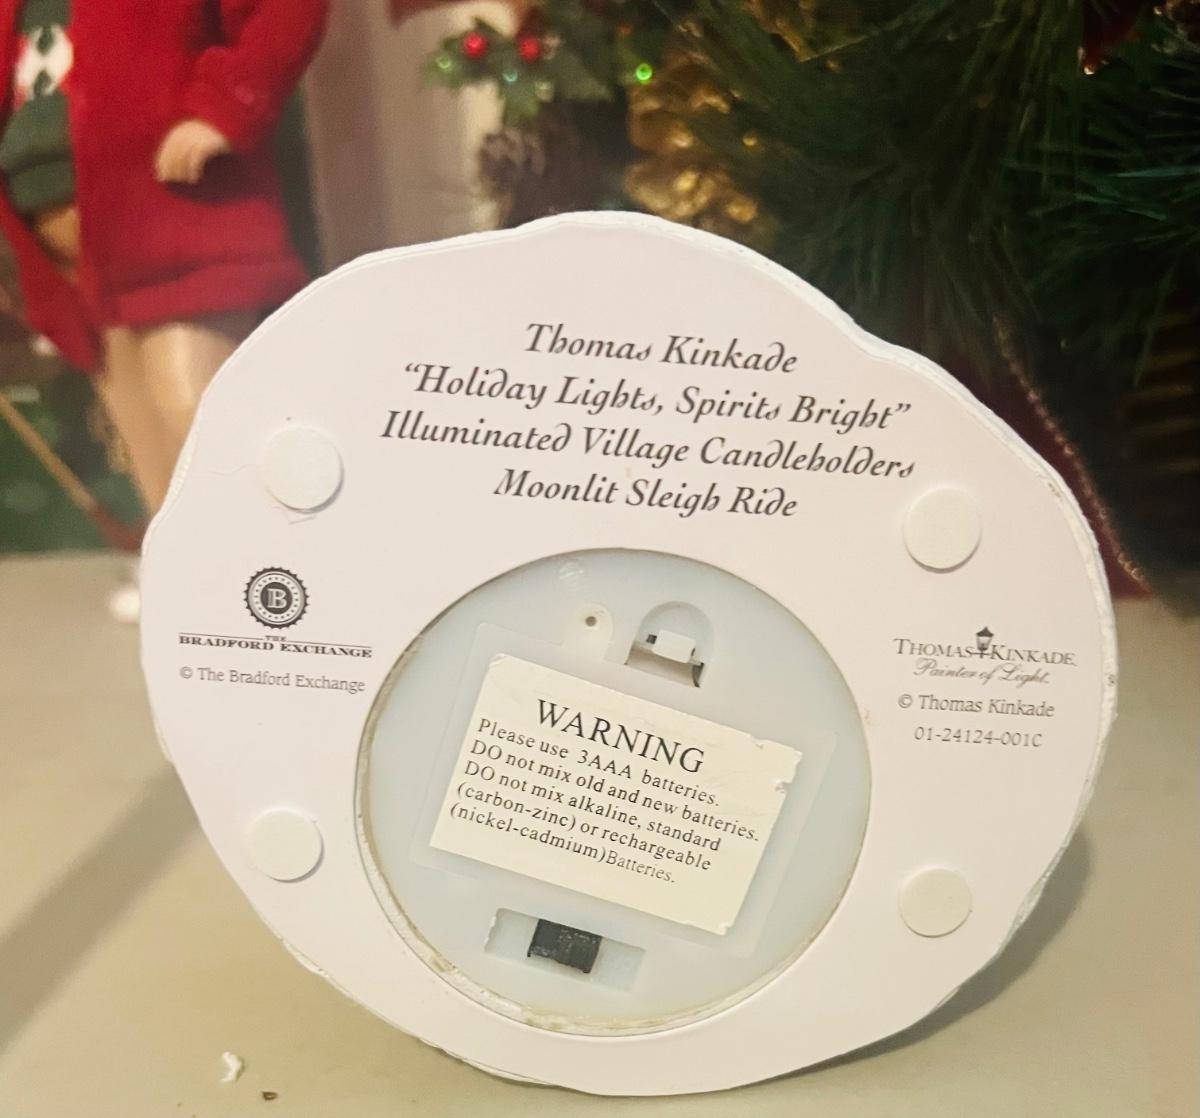 Thomas Kinkade
“Holiday Lights, Spirits Bright”
Illuminated Village Candleholders
Moonlit Sleigh Ride
B
THE
BRADFORD EXCHANGE
© The Bradford Exchange
THOMAS KINKADE
Painter of Light
© Thomas Kinkade
01-24124-001C
WARNING
Please use 3AAA batteries.
DO not mix old and new batteries.
DO not mix alkaline, standard
(carbon-zinc) or rechargeable
(nickel-cadmium)Batteries.